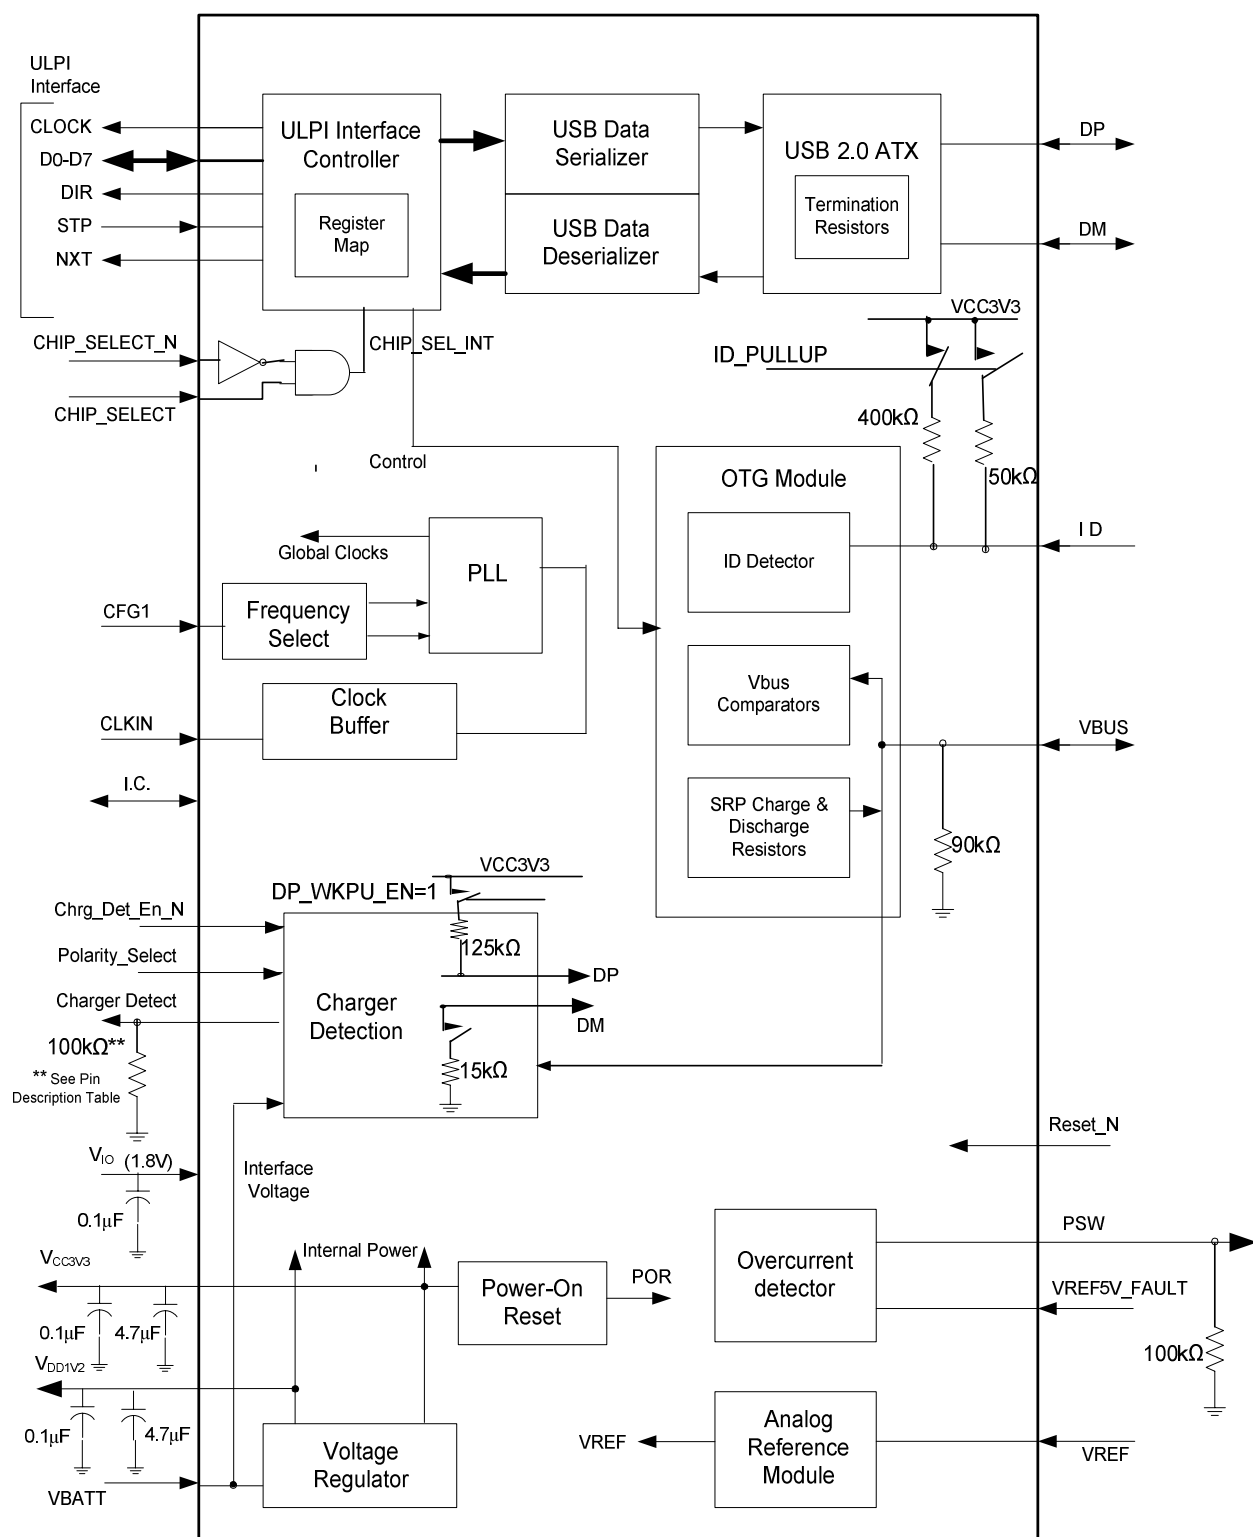 ULPI
Interface
CLOCK
D0-D7
DIR
STP
NXT
ULPI Interface
Controller
Register
Map
USB Data
Serializer
USB Data
Deserializer
USB 2.0 ATX
Termination
Resistors
DP
DM
CHIP_SELECT_N
CHIP_SELECT
CHIP_SEL_INT
VCC3V3
ID_PULLUP
400kΩ
50kΩ
Control
OTG Module
ID Detector
I D
Global Clocks
PLL
CFG1
Frequency
Select
Clock
Buffer
CLKIN
Vbus
Comparators
VBUS
I.C.
SRP Charge &
Discharge
Resistors
90kΩ
VCC3V3
DP_WKPU_EN=1
Chrg_Det_En_N
Polarity_Select
Charger Detect
125kΩ
DP
Charger
Detection
DM
15kΩ
100kΩ**
** See Pin
Description Table
Reset_N
VIO (1.8V)
Interface
Voltage
0.1µF
PSW
Internal Power
VCC3V3
Power-On
Reset
POR
Overcurrent
detector
VREF5V_FAULT
0.1µF
4.7µF
100kΩ
VDD1V2
0.1µF
4.7µF
Voltage
Regulator
VREF
Analog
Reference
Module
VREF
VBATT